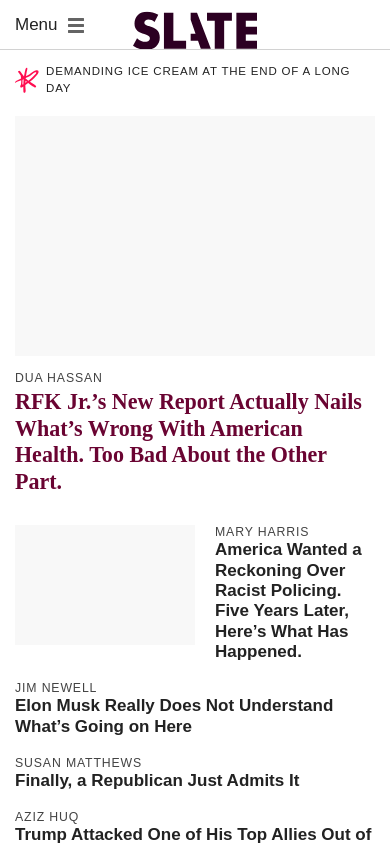 Menu
SLATE
DEMANDING ICE CREAM AT THE END OF A LONG
DAY
DUA HASSAN
RFK Jr.’s New Report Actually Nails
What’s Wrong With American
Health. Too Bad About the Other
Part.
MARY HARRIS
America Wanted a
Reckoning Over
Racist Policing.
Five Years Later,
Here’s What Has
Happened.
JIM NEWELL
Elon Musk Really Does Not Understand
What’s Going on Here
SUSAN MATTHEWS
Finally, a Republican Just Admits It
AZIZ HUQ
Trump Attacked One of His Top Allies Out of